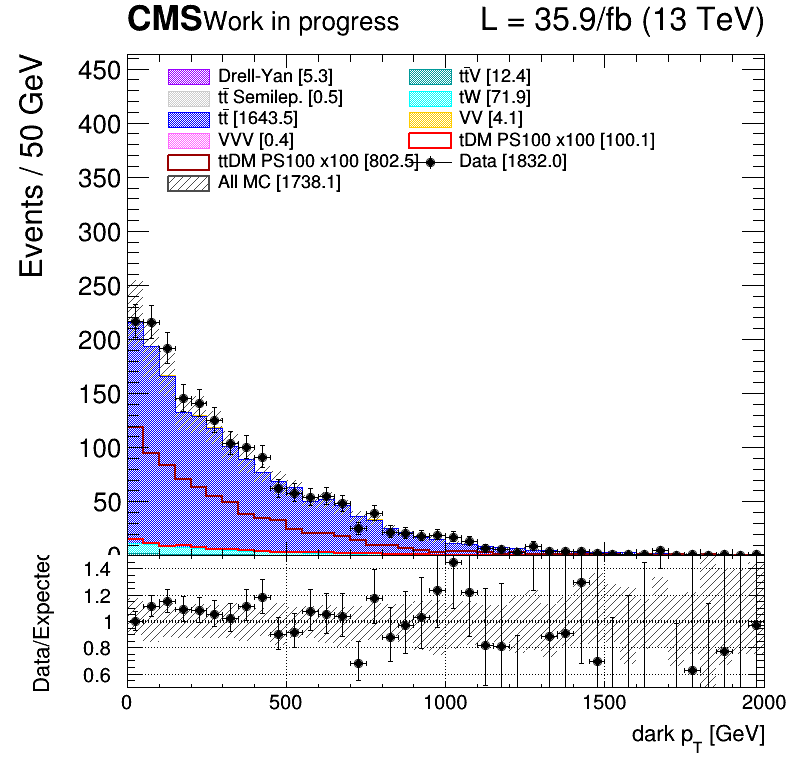 CMS Work in progress L = 35.9/fb (13 TeV)
Events / 50 GeV
450
400
350
300
250
200
150
100
50
0
Drell-Yan [5.3]
tt̄ Semilep. [0.5]
tt̄ [1643.5]
VVV [0.4]
ttDM PS100 x100 [802.5]
All MC [1738.1]
tt̄V [12.4]
tW [71.9]
VV [4.1]
tDM PS100 x100 [100.1]
Data [1832.0]
Data/Expected
1.4
1.2
1
0.8
0.6
0 500 1000 1500 2000
dark p_T [GeV]